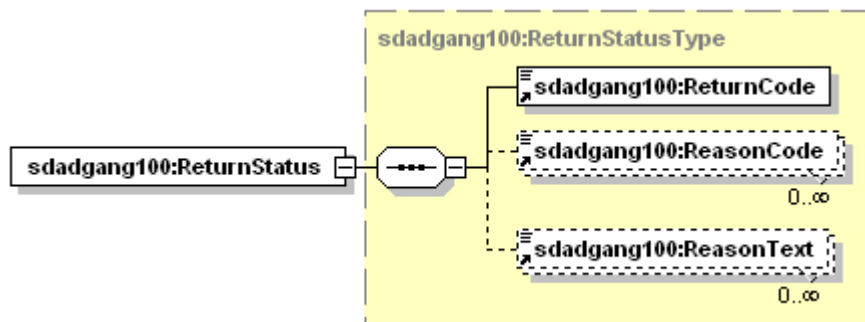 sdadgang100:ReturnStatusType
sdadgang100:ReturnCode
sdadgang100:ReturnStatus
sdadgang100:ReasonCode
0..∞
sdadgang100:ReasonText
0..∞